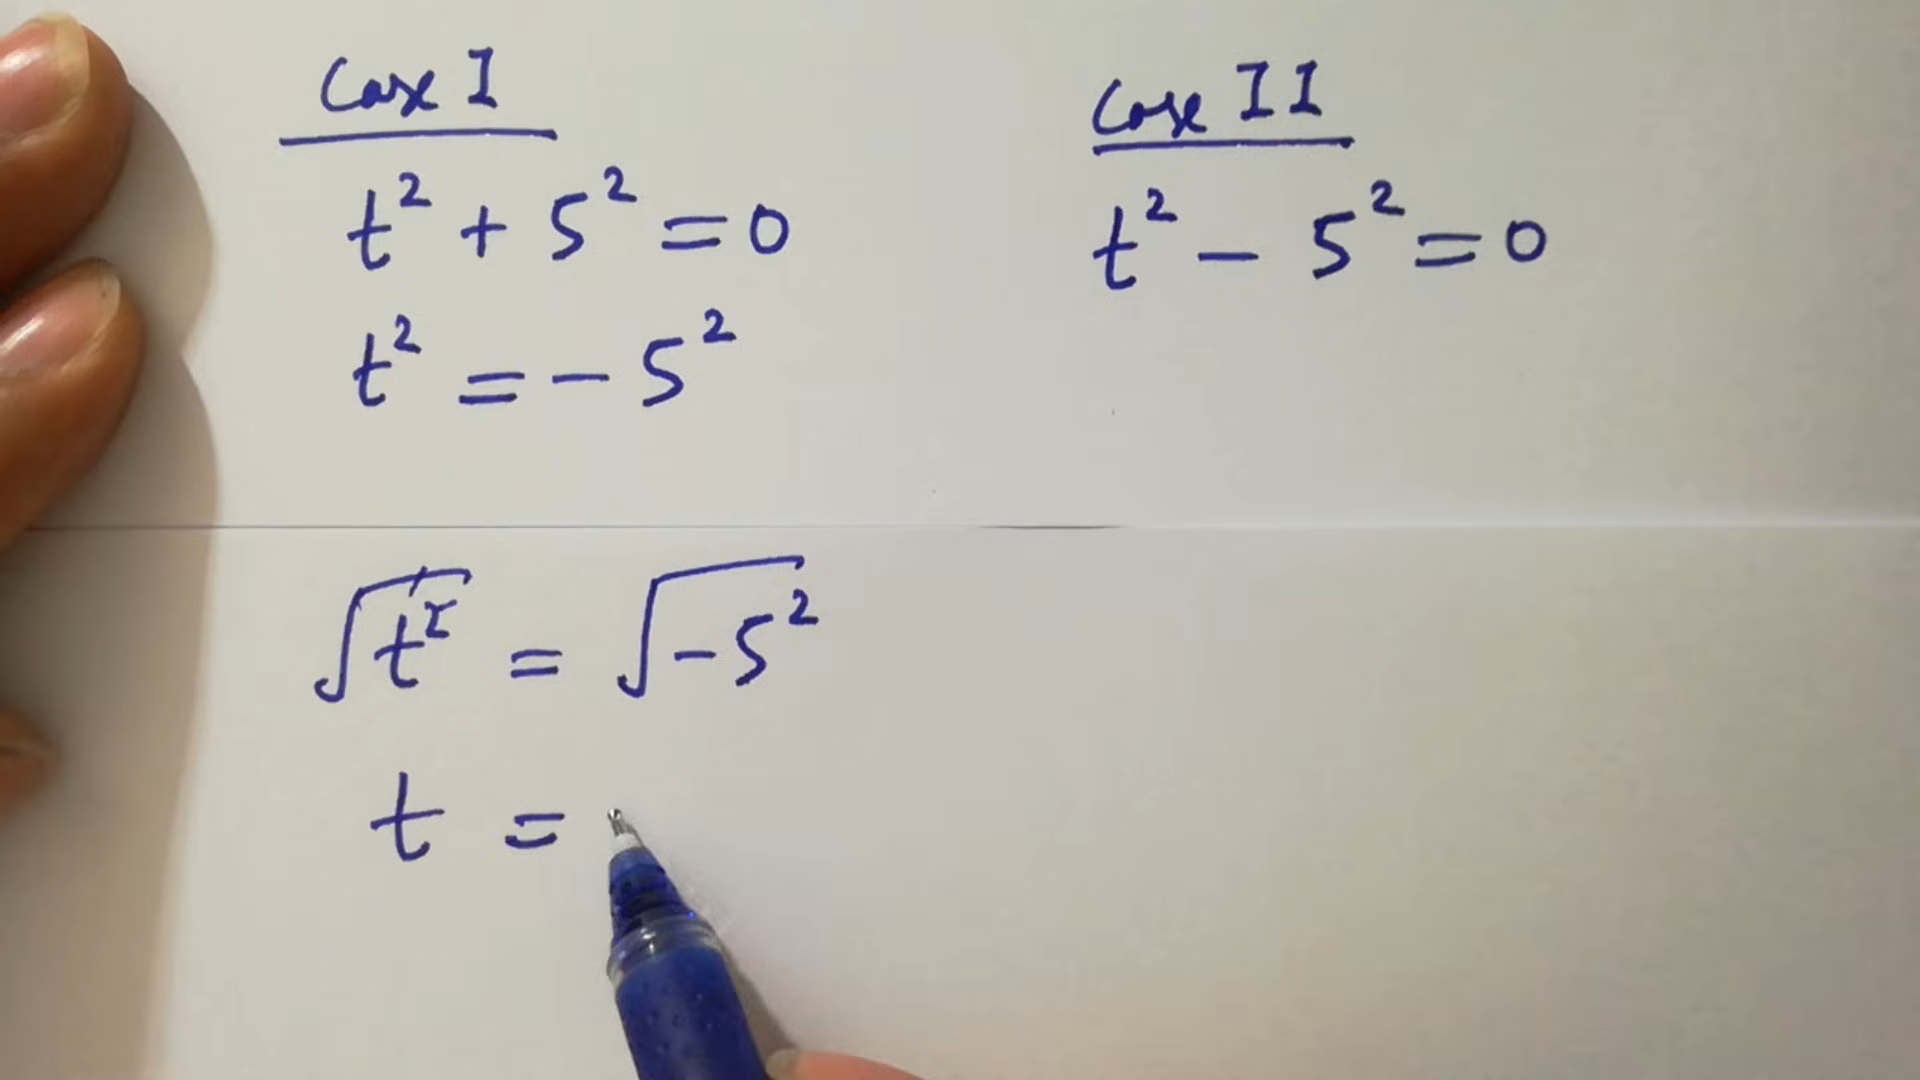 Case I
t² + 5² = 0
t² = - 5²
√t² = √-5²
t =
Case II
t² - 5² = 0